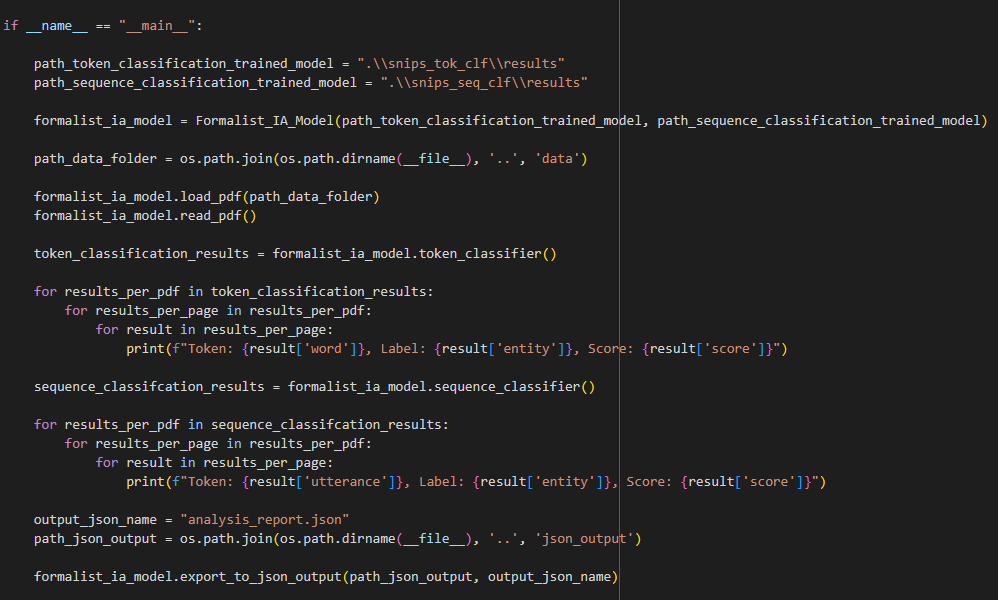 if __name__ == "__main__":
path_token_classification_trained_model = ".\\snips_tok_clf\\results"
path_sequence_classification_trained_model = ".\\snips_seq_clf\\results"
formalist_ia_model = Formalist_IA_Model(path_token_classification_trained_model, path_sequence_classification_trained_model)
path_data_folder = os.path.join(os.path.dirname(__file__), '..', 'data')
formalist_ia_model.load_pdf(path_data_folder)
formalist_ia_model.read_pdf()
token_classification_results = formalist_ia_model.token_classifier()
for results_per_pdf in token_classification_results:
for results_per_page in results_per_pdf:
for result in results_per_page:
print(f"Token: {result['word']}, Label: {result['entity']}, Score: {result['score']}")
sequence_classifcation_results = formalist_ia_model.sequence_classifier()
for results_per_pdf in sequence_classifcation_results:
for results_per_page in results_per_pdf:
for result in results_per_page:
print(f"Token: {result['utterance']}, Label: {result['entity']}, Score: {result['score']}")
output_json_name = "analysis_report.json"
path_json_output = os.path.join(os.path.dirname(__file__), '..', 'json_output')
formalist_ia_model.export_to_json_output(path_json_output, output_json_name)